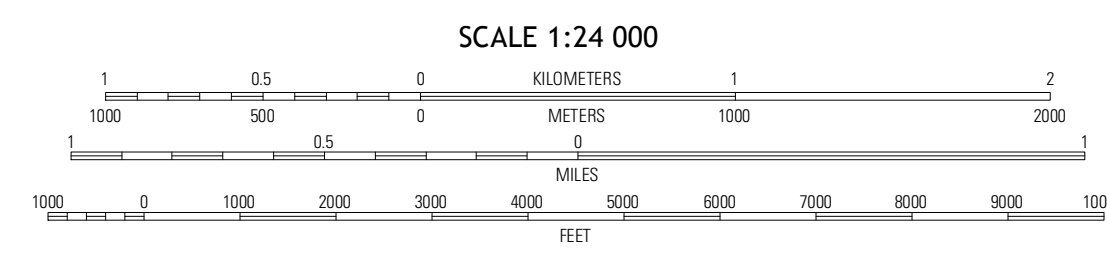 SCALE 1:24 000
1 0.5 0 KILOMETERS 1 2
1000 500 0 METERS 1000 2000
1 0.5 0 1
MILES
1000 0 1000 2000 3000 4000 5000 6000 7000 8000 9000 100
FEET